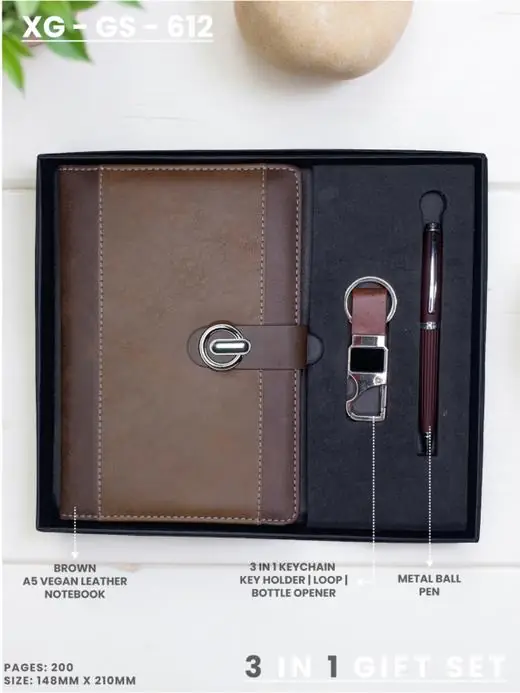 XG - GS - 612
BROWN
A5 VEGAN LEATHER
NOTEBOOK
3 IN 1 KEYCHAIN
KEY HOLDER | LOOP |
BOTTLE OPENER
METAL BALL
PEN
PAGES: 200
SIZE: 148MM X 210MM
3 IN 1 GIFT SET